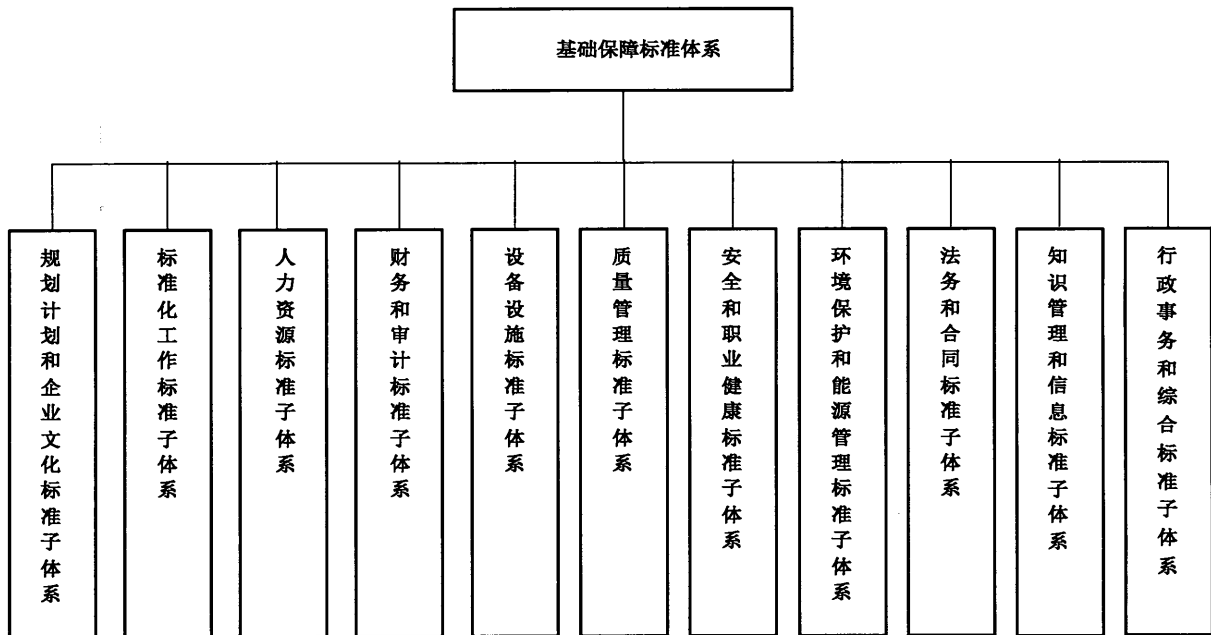 基础保障标准体系
规划计划和企业文化标准子体系
标准化工作标准子体系
人力资源标准子体系
财务和审计标准子体系
设备设施标准子体系
质量管理标准子体系
安全和职业健康标准子体系
环境保护和能源管理标准子体系
法务和合同标准子体系
知识管理和信息标准子体系
行政事务和综合标准子体系